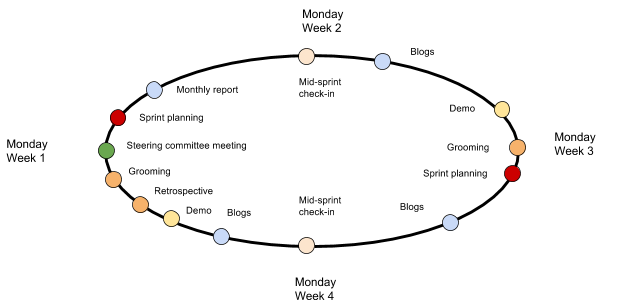 Monday
Week 2
Blogs
Mid-sprint
check-in
Monthly report
Demo
Sprint planning
Monday
Week 1
Steering committee meeting
Grooming
Monday
Week 3
Grooming
Sprint planning
Retrospective
Mid-sprint
check-in
Demo
Blogs
Blogs
Monday
Week 4